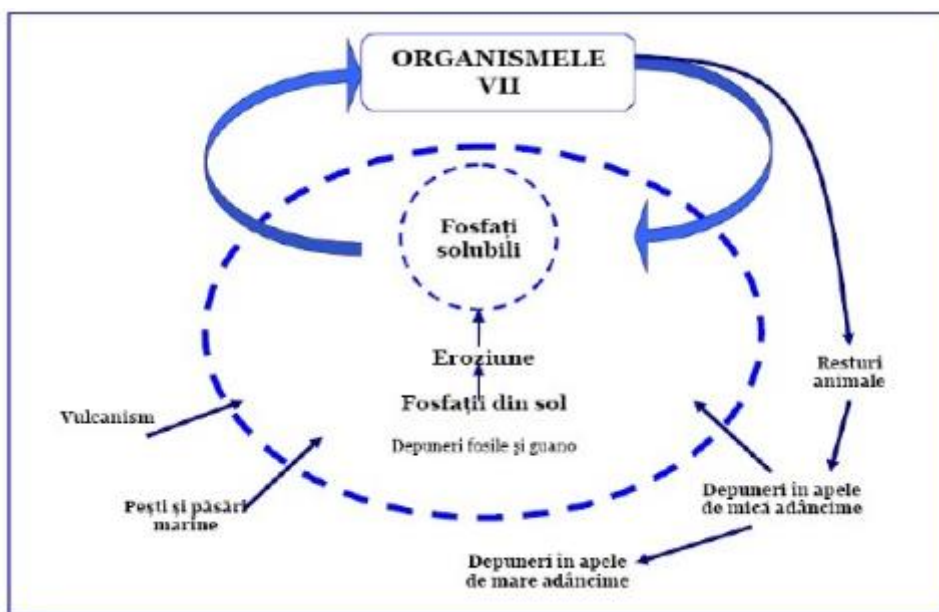 ORGANISMELE
VII
Fosfați
solubili
Eroziune
Fosfații din sol
Depuneri fosile și guano
Vulcanism
Pești și păsări
marine
Resturi
animale
Depuneri în apele
de mică adâncime
Depuneri în apele
de mare adâncime